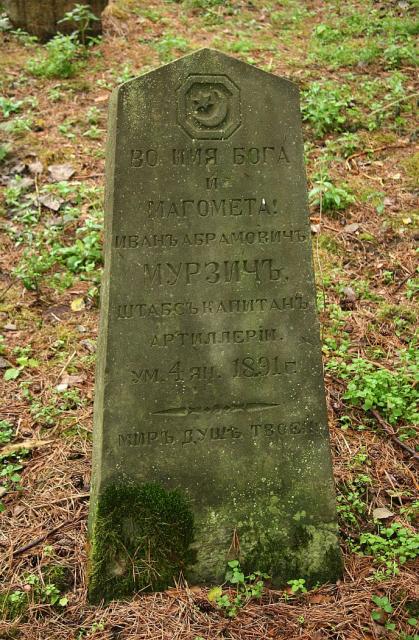 ВО ИМЯ БОГА
И
МАГОМЕТА!
ИВАНЪ АБРАМОВИЧЪ
МУРЗИЧЪ.
ШТАБСЪ КАПИТАНЪ
АРТИЛЛЕРІИ.
УМ. 4 ЯН. 1891 Г.
МИРЪ ДУШѢ ТВОЕЙ